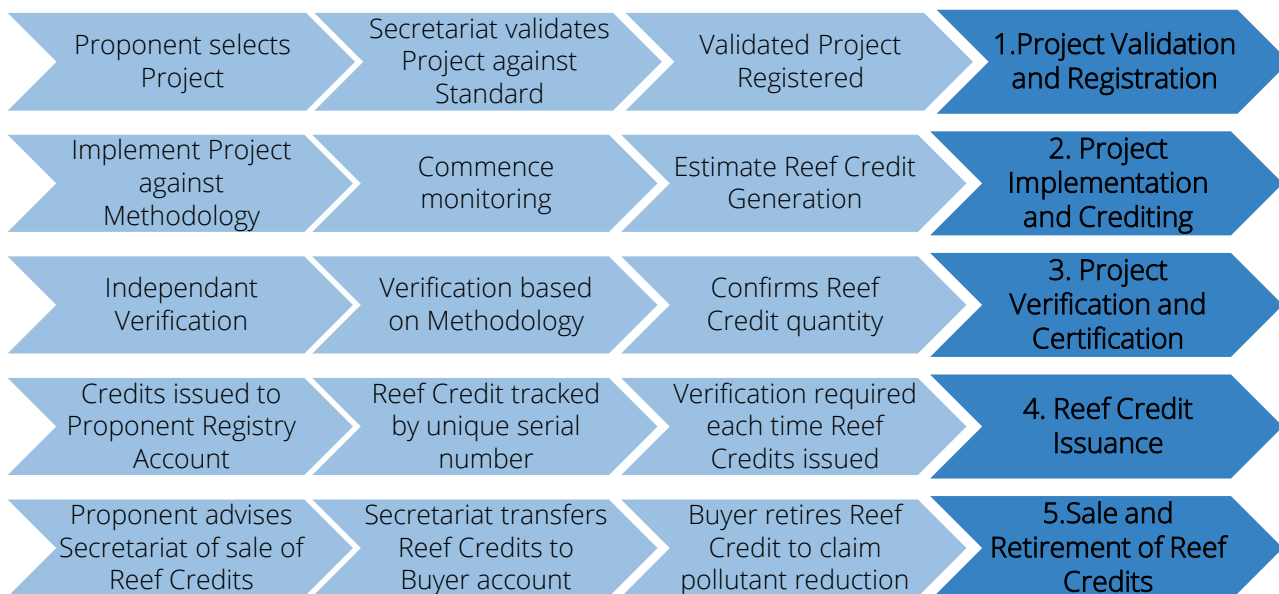 Proponent selects
Project
Secretariat validates
Project against
Standard
Validated Project
Registered
1.Project Validation
and Registration
Implement Project
against
Methodology
Commence
monitoring
Estimate Reef Credit
Generation
2. Project
Implementation
and Crediting
Independant
Verification
Verification based
on Methodology
Confirms Reef
Credit quantity
3. Project
Verification and
Certification
Credits issued to
Proponent Registry
Account
Reef Credit tracked
by unique serial
number
Verification required
each time Reef
Credits issued
4. Reef Credit
Issuance
Proponent advises
Secretariat of sale of
Reef Credits
Secretariat transfers
Reef Credits to
Buyer account
Buyer retires Reef
Credit to claim
pollutant reduction
5.Sale and
Retirement of Reef
Credits